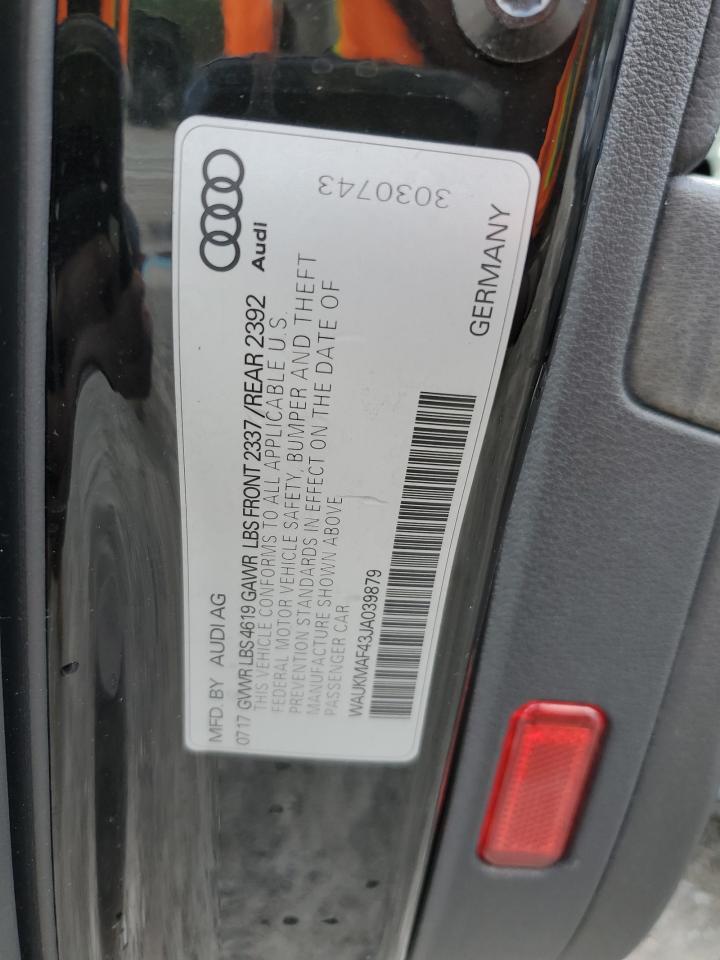 Audi
3030743
MFD. BY AUDI AG
0717 GVWR LBS 4619 GAWR LBS FRONT 2337/REAR 2392
THIS VEHICLE CONFORMS TO ALL APPLICABLE U.S.
FEDERAL MOTOR VEHICLE SAFETY, BUMPER AND THEFT
PREVENTION STANDARDS IN EFFECT ON THE DATE OF
MANUFACTURE SHOWN ABOVE
PASSENGER CAR
WAUKMAF43JA039879
GERMANY